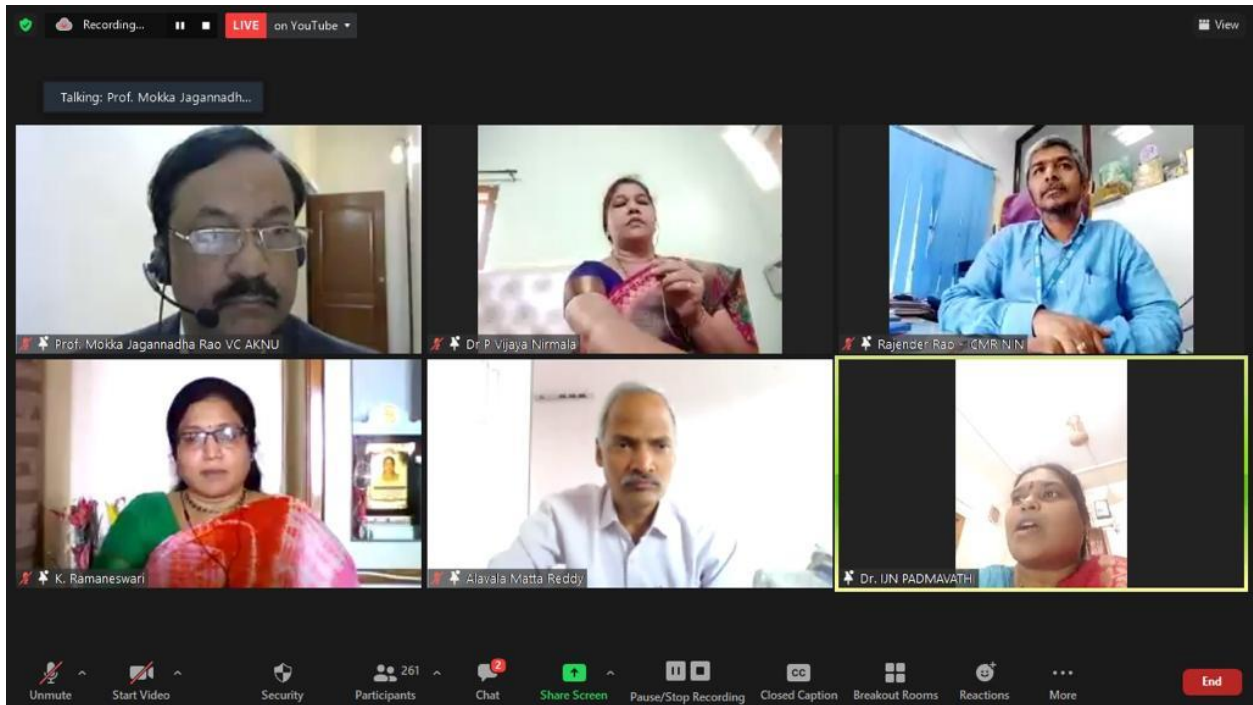 Recording...
LIVE on YouTube
View
Talking: Prof. Mokka Jagannadh...
Prof. Mokka Jagannadha Rao VC AKNU
Dr P Vijaya Nirmala
Rajender Rao - ICMR NIN
K. Ramaneswari
Alavala Matta Reddy
Dr. IJN PADMAVATHI
261
2
CC
Unmute
Start Video
Security
Participants
Chat
Share Screen
Pause/Stop Recording
Closed Caption
Breakout Rooms
Reactions
More
End